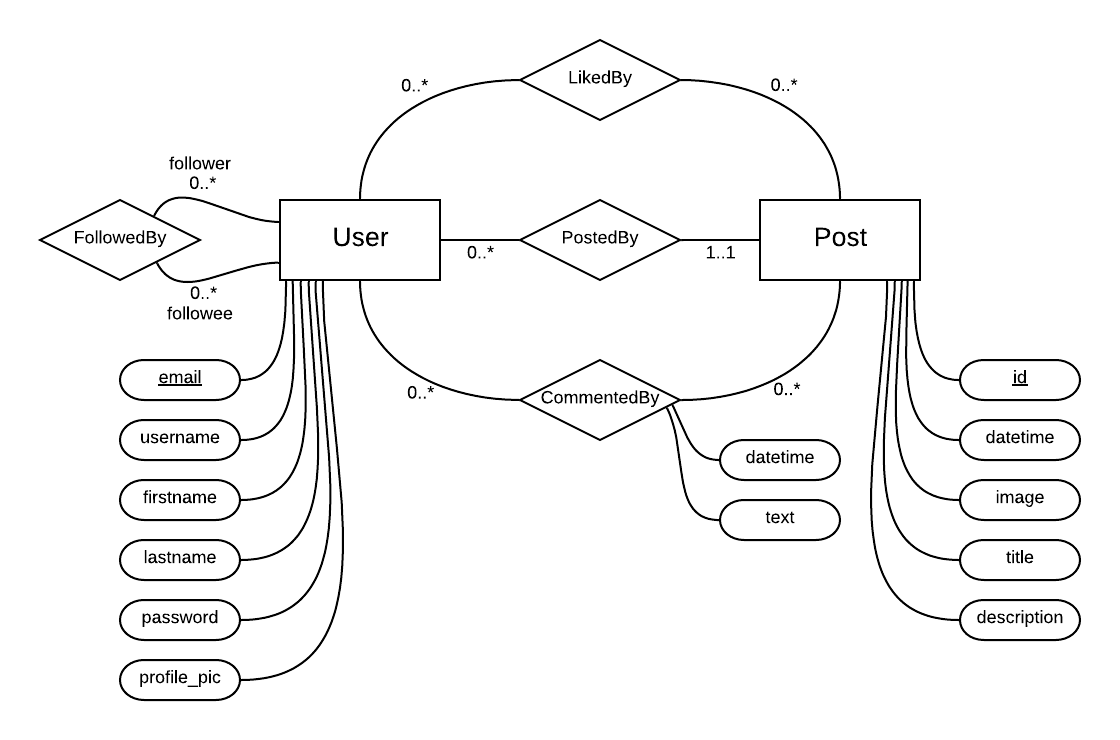 LikedBy
0..*
0..*
follower
0..*
FollowedBy
User
PostedBy
Post
0..*
1..1
0..*
followee
email
username
firstname
lastname
password
profile_pic
0..*
CommentedBy
0..*
datetime
text
id
datetime
image
title
description